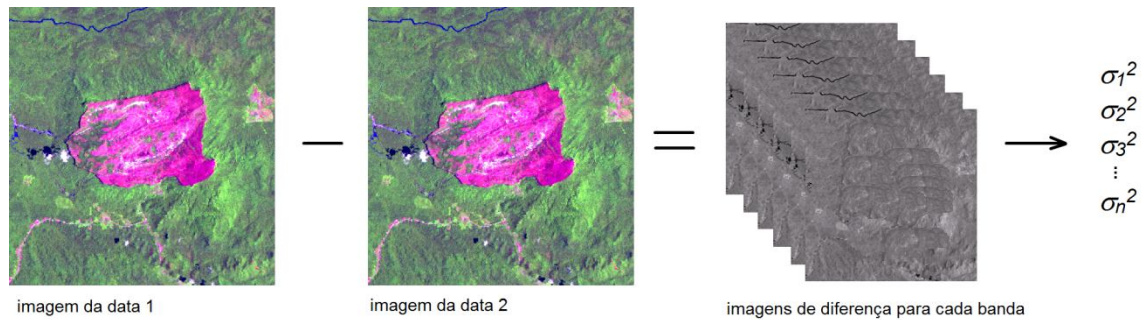 σ₁²
σ₂²
σ₃²
⋮
σₙ²
imagem da data 1
imagem da data 2
imagens de diferença para cada banda